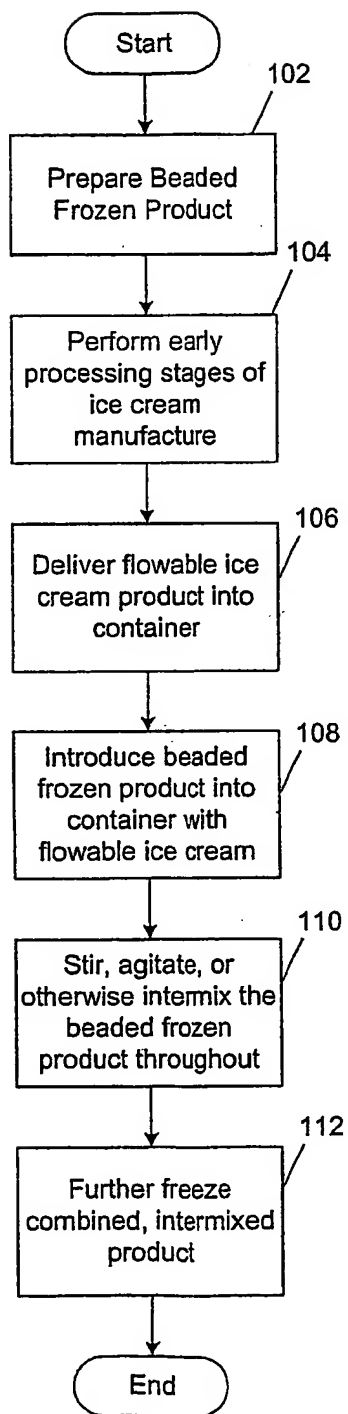 Start
102
Prepare Beaded
Frozen Product
104
Perform early
processing stages of
ice cream
manufacture
106
Deliver flowable ice
cream product into
container
108
Introduce beaded
frozen product into
container with
flowable ice cream
110
Stir, agitate, or
otherwise intermix the
beaded frozen
product throughout
112
Further freeze
combined, intermixed
product
End